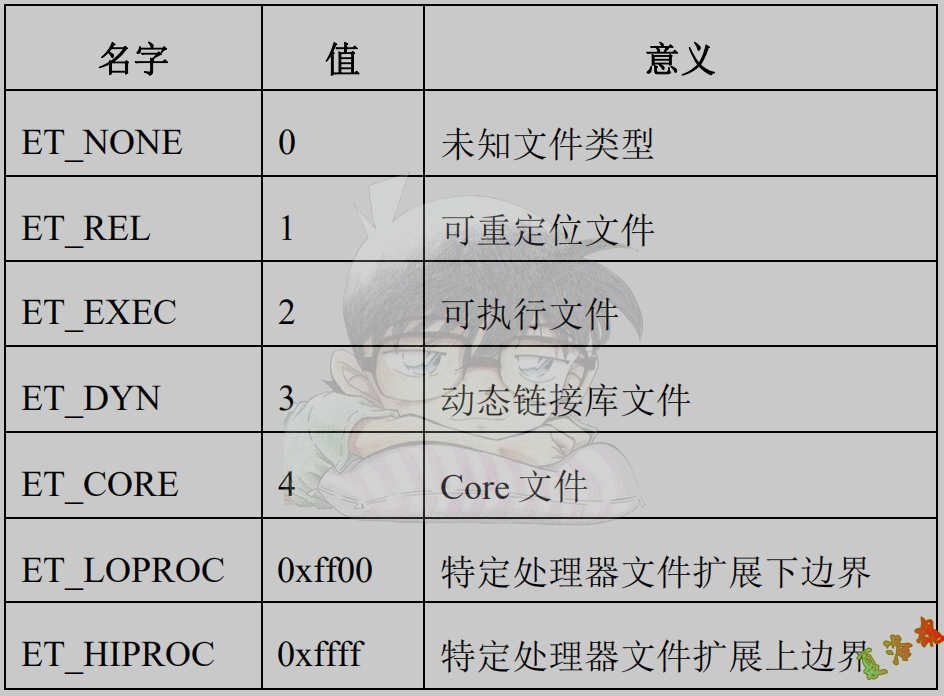 名字 值 意义
ET_NONE 0 未知文件类型
ET_REL 1 可重定位文件
ET_EXEC 2 可执行文件
ET_DYN 3 动态链接库文件
ET_CORE 4 Core 文件
ET_LOPROC 0xff00 特定处理器文件扩展下边界
ET_HIPROC 0xffff 特定处理器文件扩展上边界